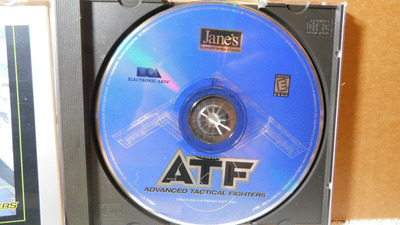 Jane's
ELECTRONIC ARTS
E
ATF
ADVANCED TACTICAL FIGHTERS